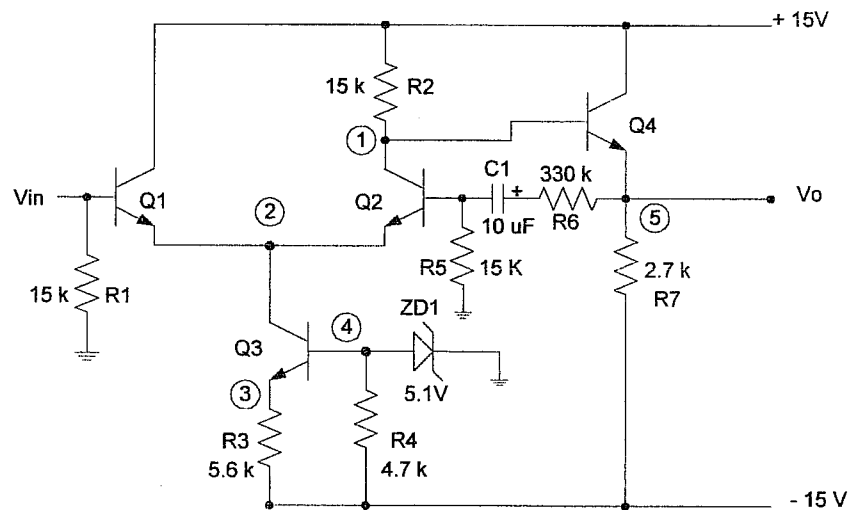 + 15V
15 k
R2
1
Q4
C1
+
330 k
Vin
Q1
2
Q2
Vo
10 uF
R6
5
R5
15 K
2.7 k
R7
15 k
R1
ZD1
4
Q3
5.1V
3
R3
5.6 k
R4
4.7 k
- 15 V